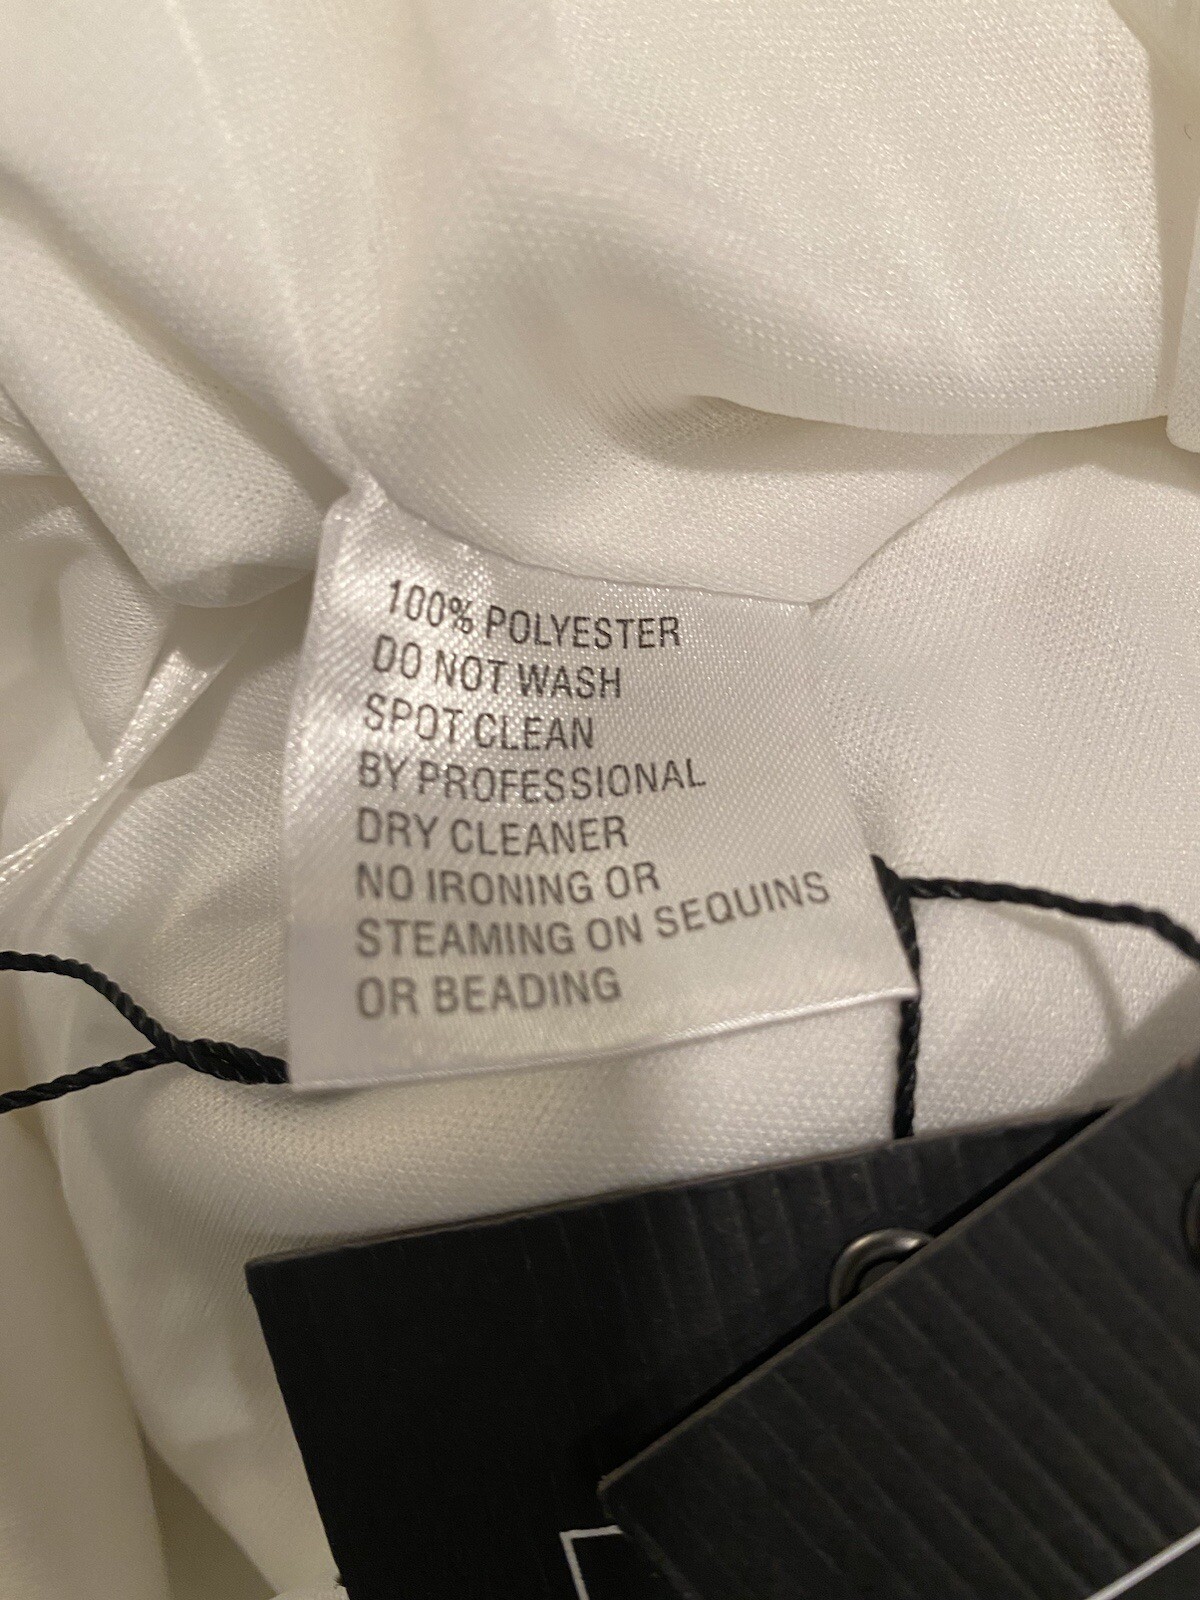 100% POLYESTER
DO NOT WASH
SPOT CLEAN
BY PROFESSIONAL
DRY CLEANER
NO IRONING OR
STEAMING ON SEQUINS
OR BEADING